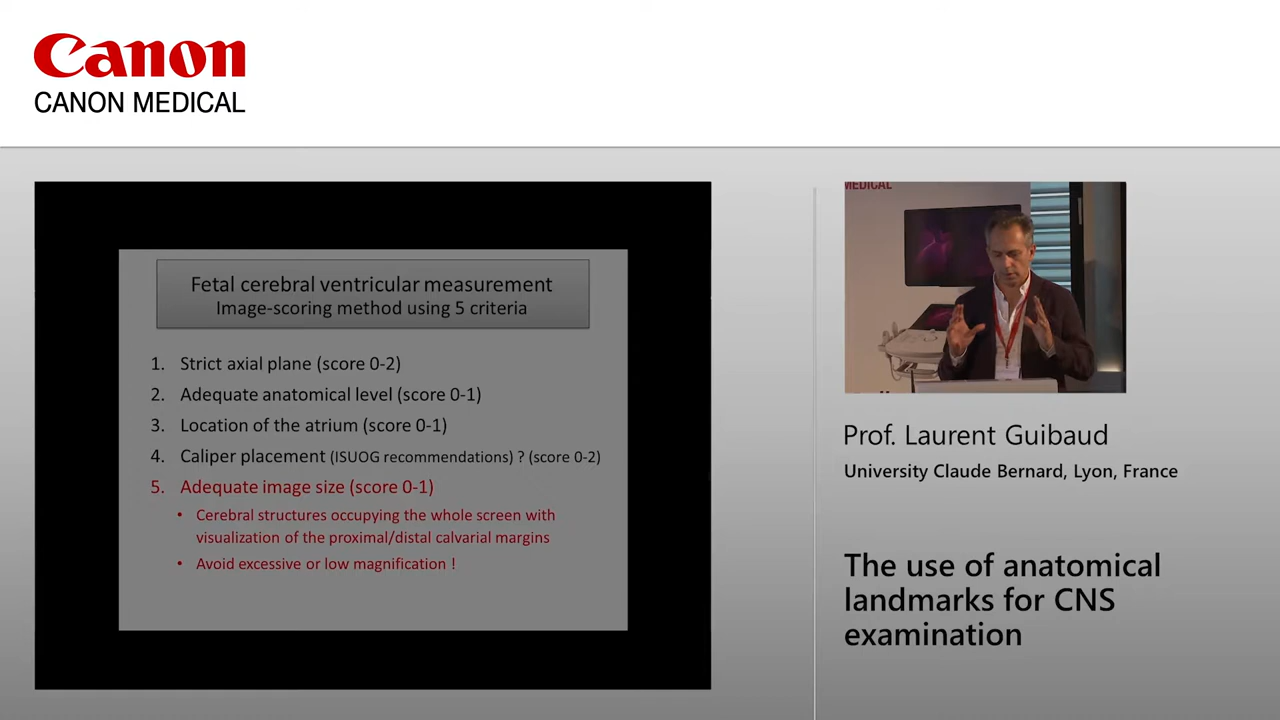 Canon
CANON MEDICAL
Fetal cerebral ventricular measurement
Image-scoring method using 5 criteria
1. Strict axial plane (score 0-2)
2. Adequate anatomical level (score 0-1)
3. Location of the atrium (score 0-1)
4. Caliper placement (ISUOG recommendations) ? (score 0-2)
5. Adequate image size (score 0-1)
• Cerebral structures occupying the whole screen with
visualization of the proximal/distal calvarial margins
• Avoid excessive or low magnification !
MEDICAL
Prof. Laurent Guibaud
University Claude Bernard, Lyon, France
The use of anatomical
landmarks for CNS
examination